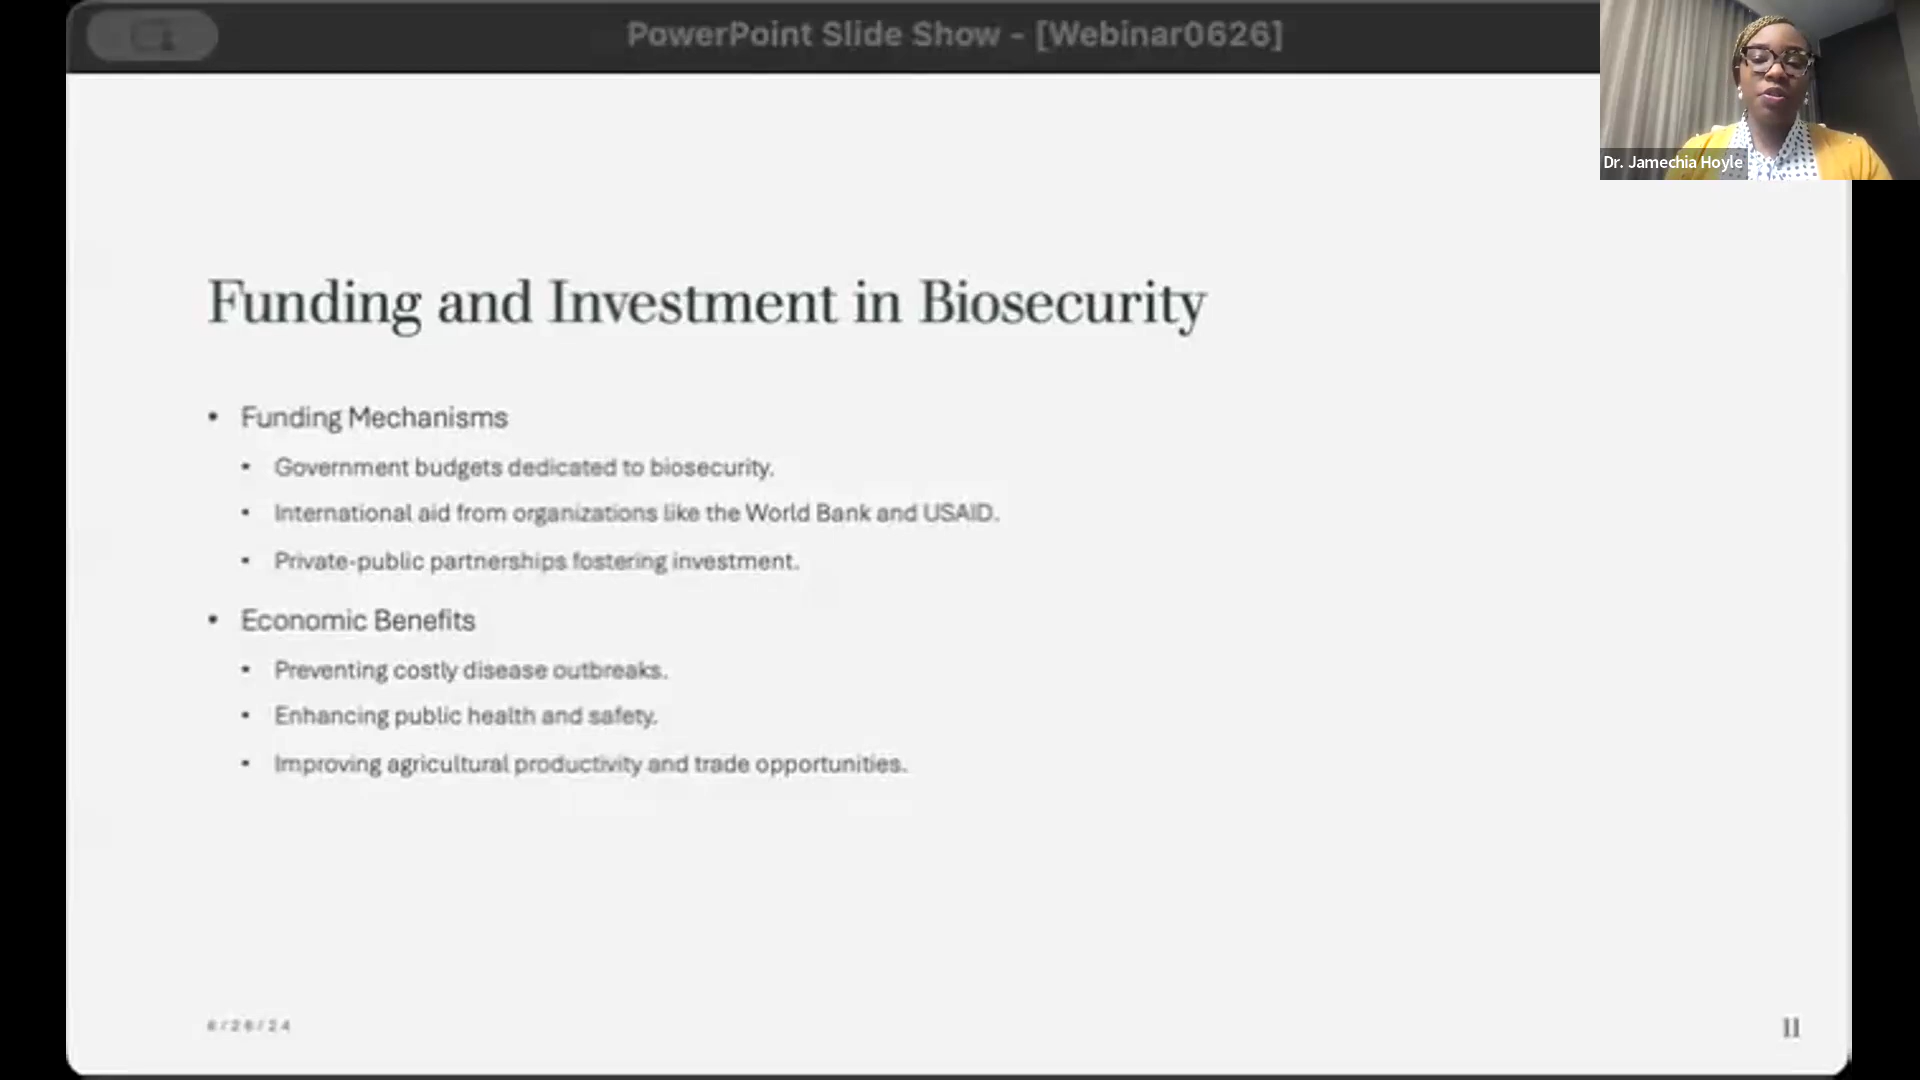 PowerPoint Slide Show - [Webinar0626]
Dr. Jamechia Hoyle
Funding and Investment in Biosecurity
• Funding Mechanisms
• Government budgets dedicated to biosecurity.
• International aid from organizations like the World Bank and USAID.
• Private-public partnerships fostering investment.
• Economic Benefits
• Preventing costly disease outbreaks.
• Enhancing public health and safety.
• Improving agricultural productivity and trade opportunities.
6/26/24
11